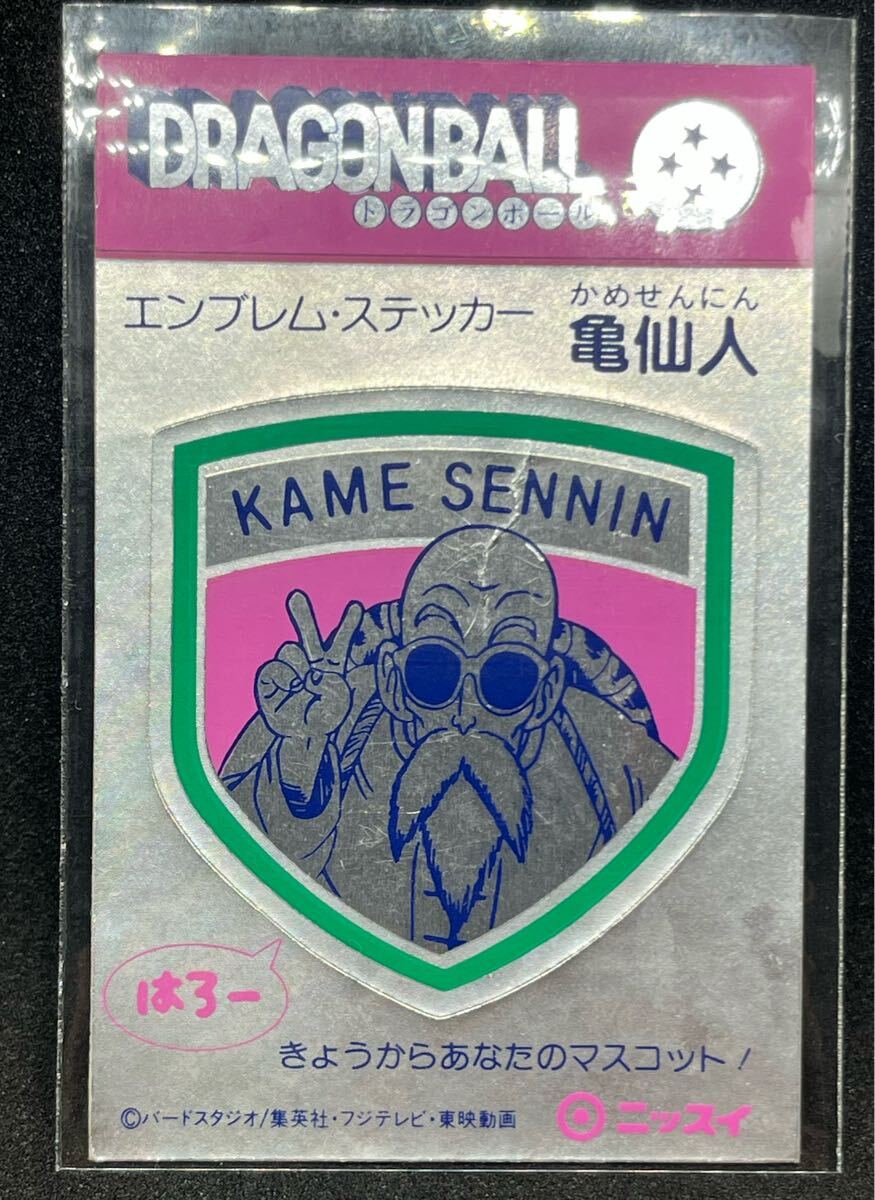 DRAGONBALL
ドラゴンボール
エンブレム・ステッカー
かめせんにん
亀仙人
KAME SENNIN
はろー
きょうからあなたのマスコット!
©バードスタジオ/集英社・フジテレビ・東映動画
ニッスイ